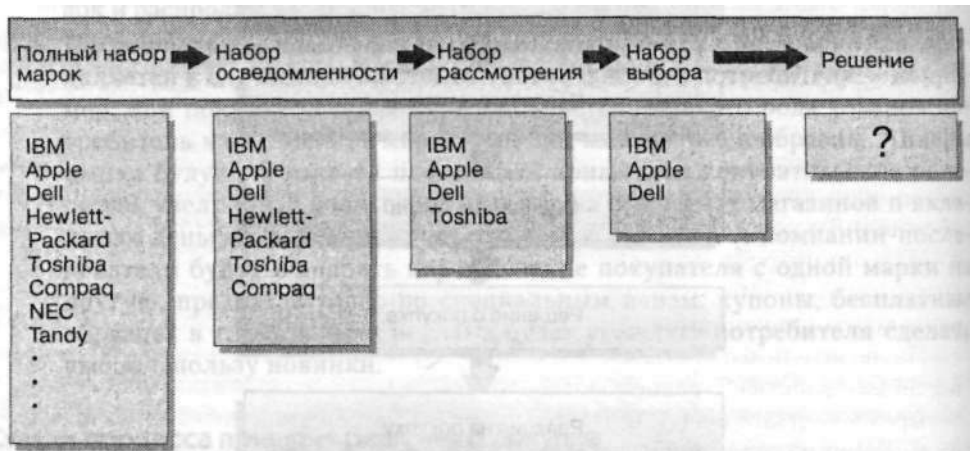 Полный набор марок
Набор осведомленности
Набор рассмотрения
Набор выбора
Решение
IBM
Apple
Dell
Hewlett-
Packard
Toshiba
Compaq
NEC
Tandy
.
.
.
IBM
Apple
Dell
Hewlett-
Packard
Toshiba
Compaq
IBM
Apple
Dell
Toshiba
IBM
Apple
Dell
?